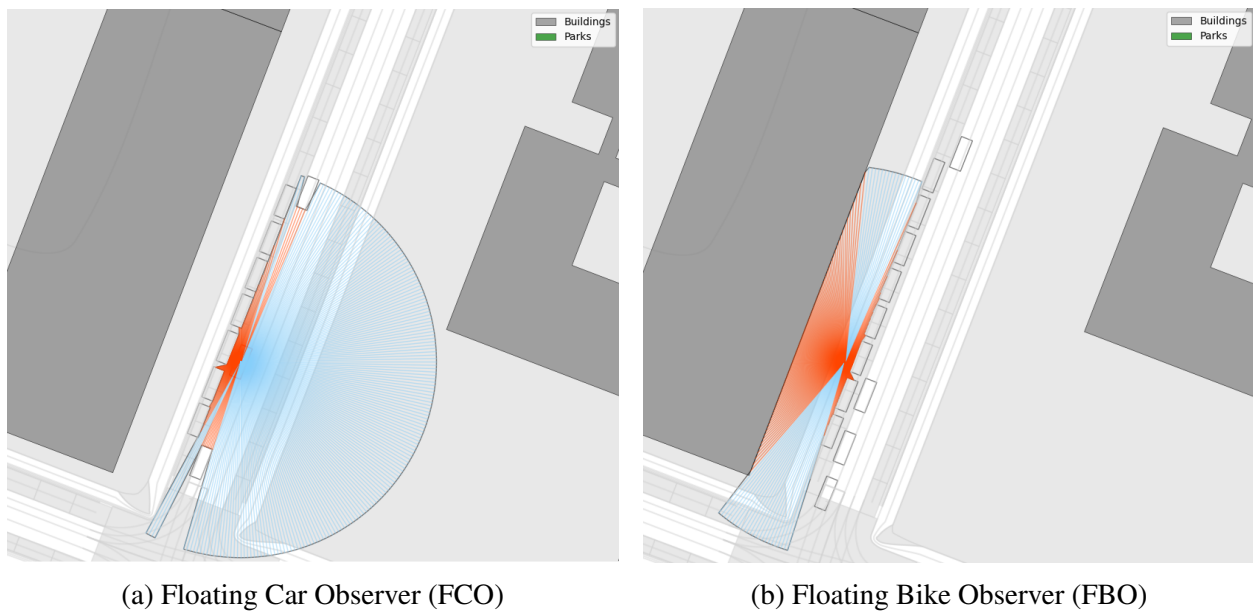 Buildings
Parks
Buildings
Parks
(a) Floating Car Observer (FCO)
(b) Floating Bike Observer (FBO)